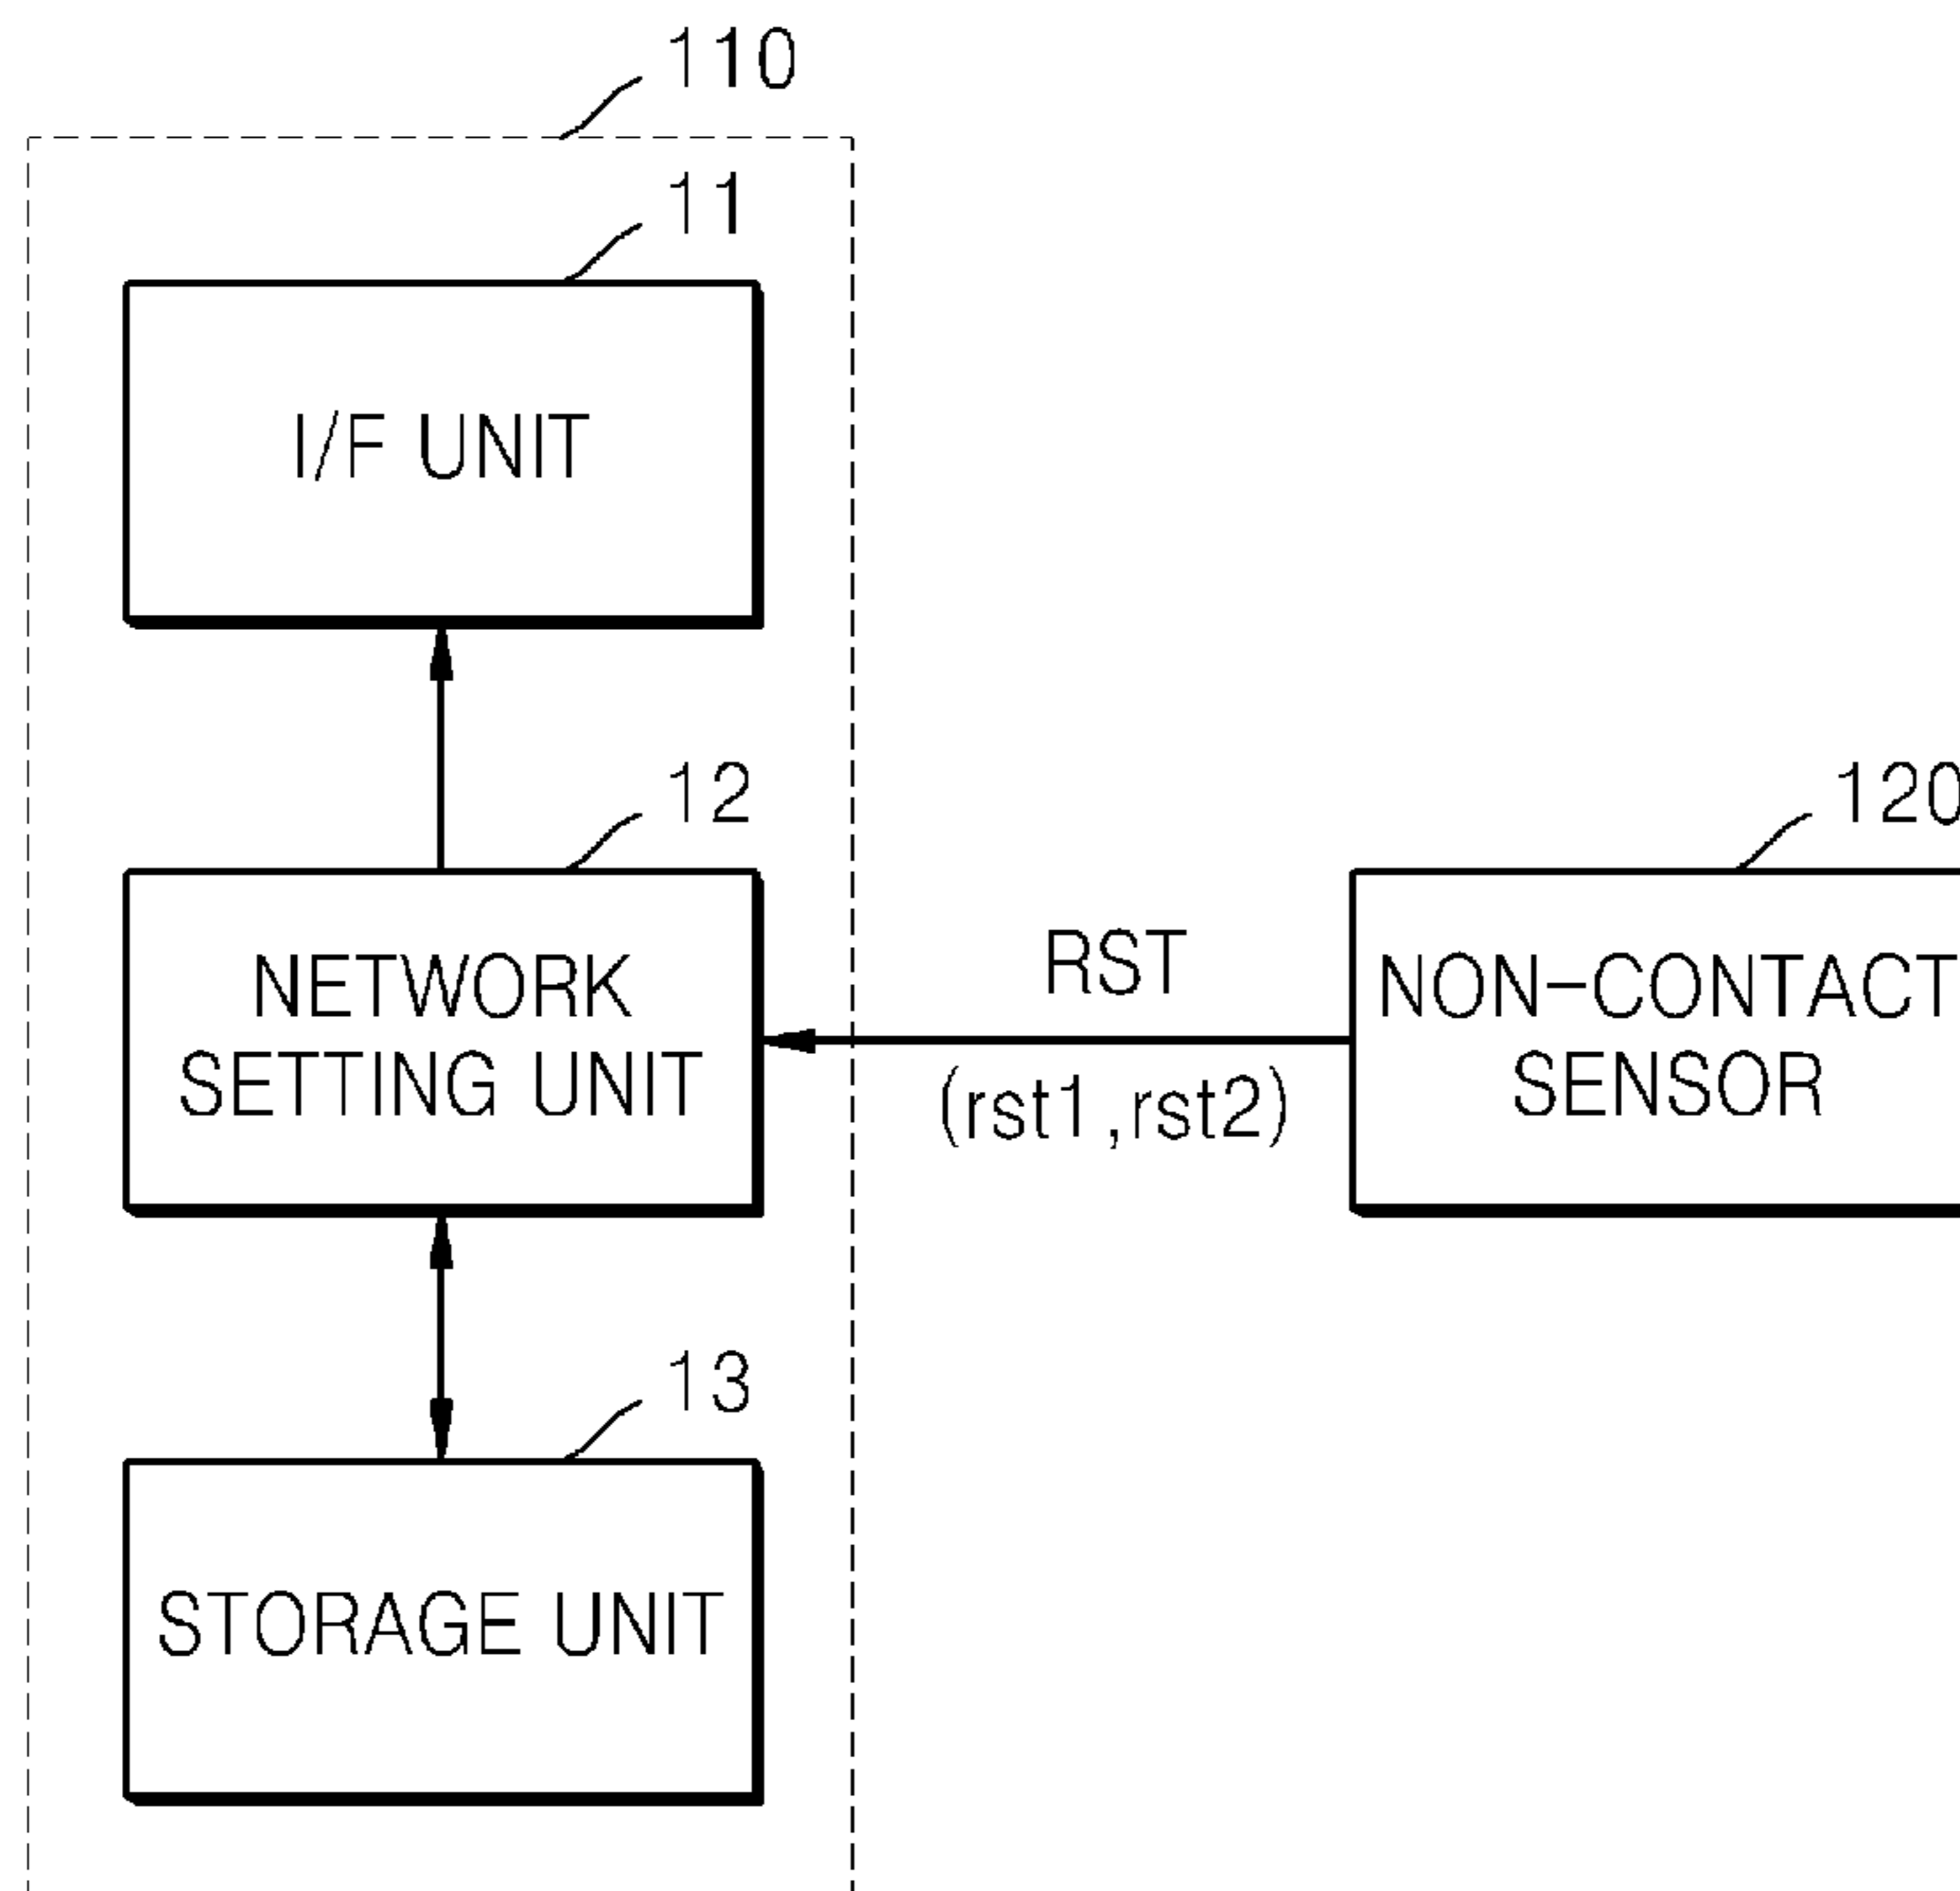 110
11
I/F UNIT
12
120
NETWORK
SETTING UNIT
RST
(rst1,rst2)
NON-CONTACT
SENSOR
13
STORAGE UNIT